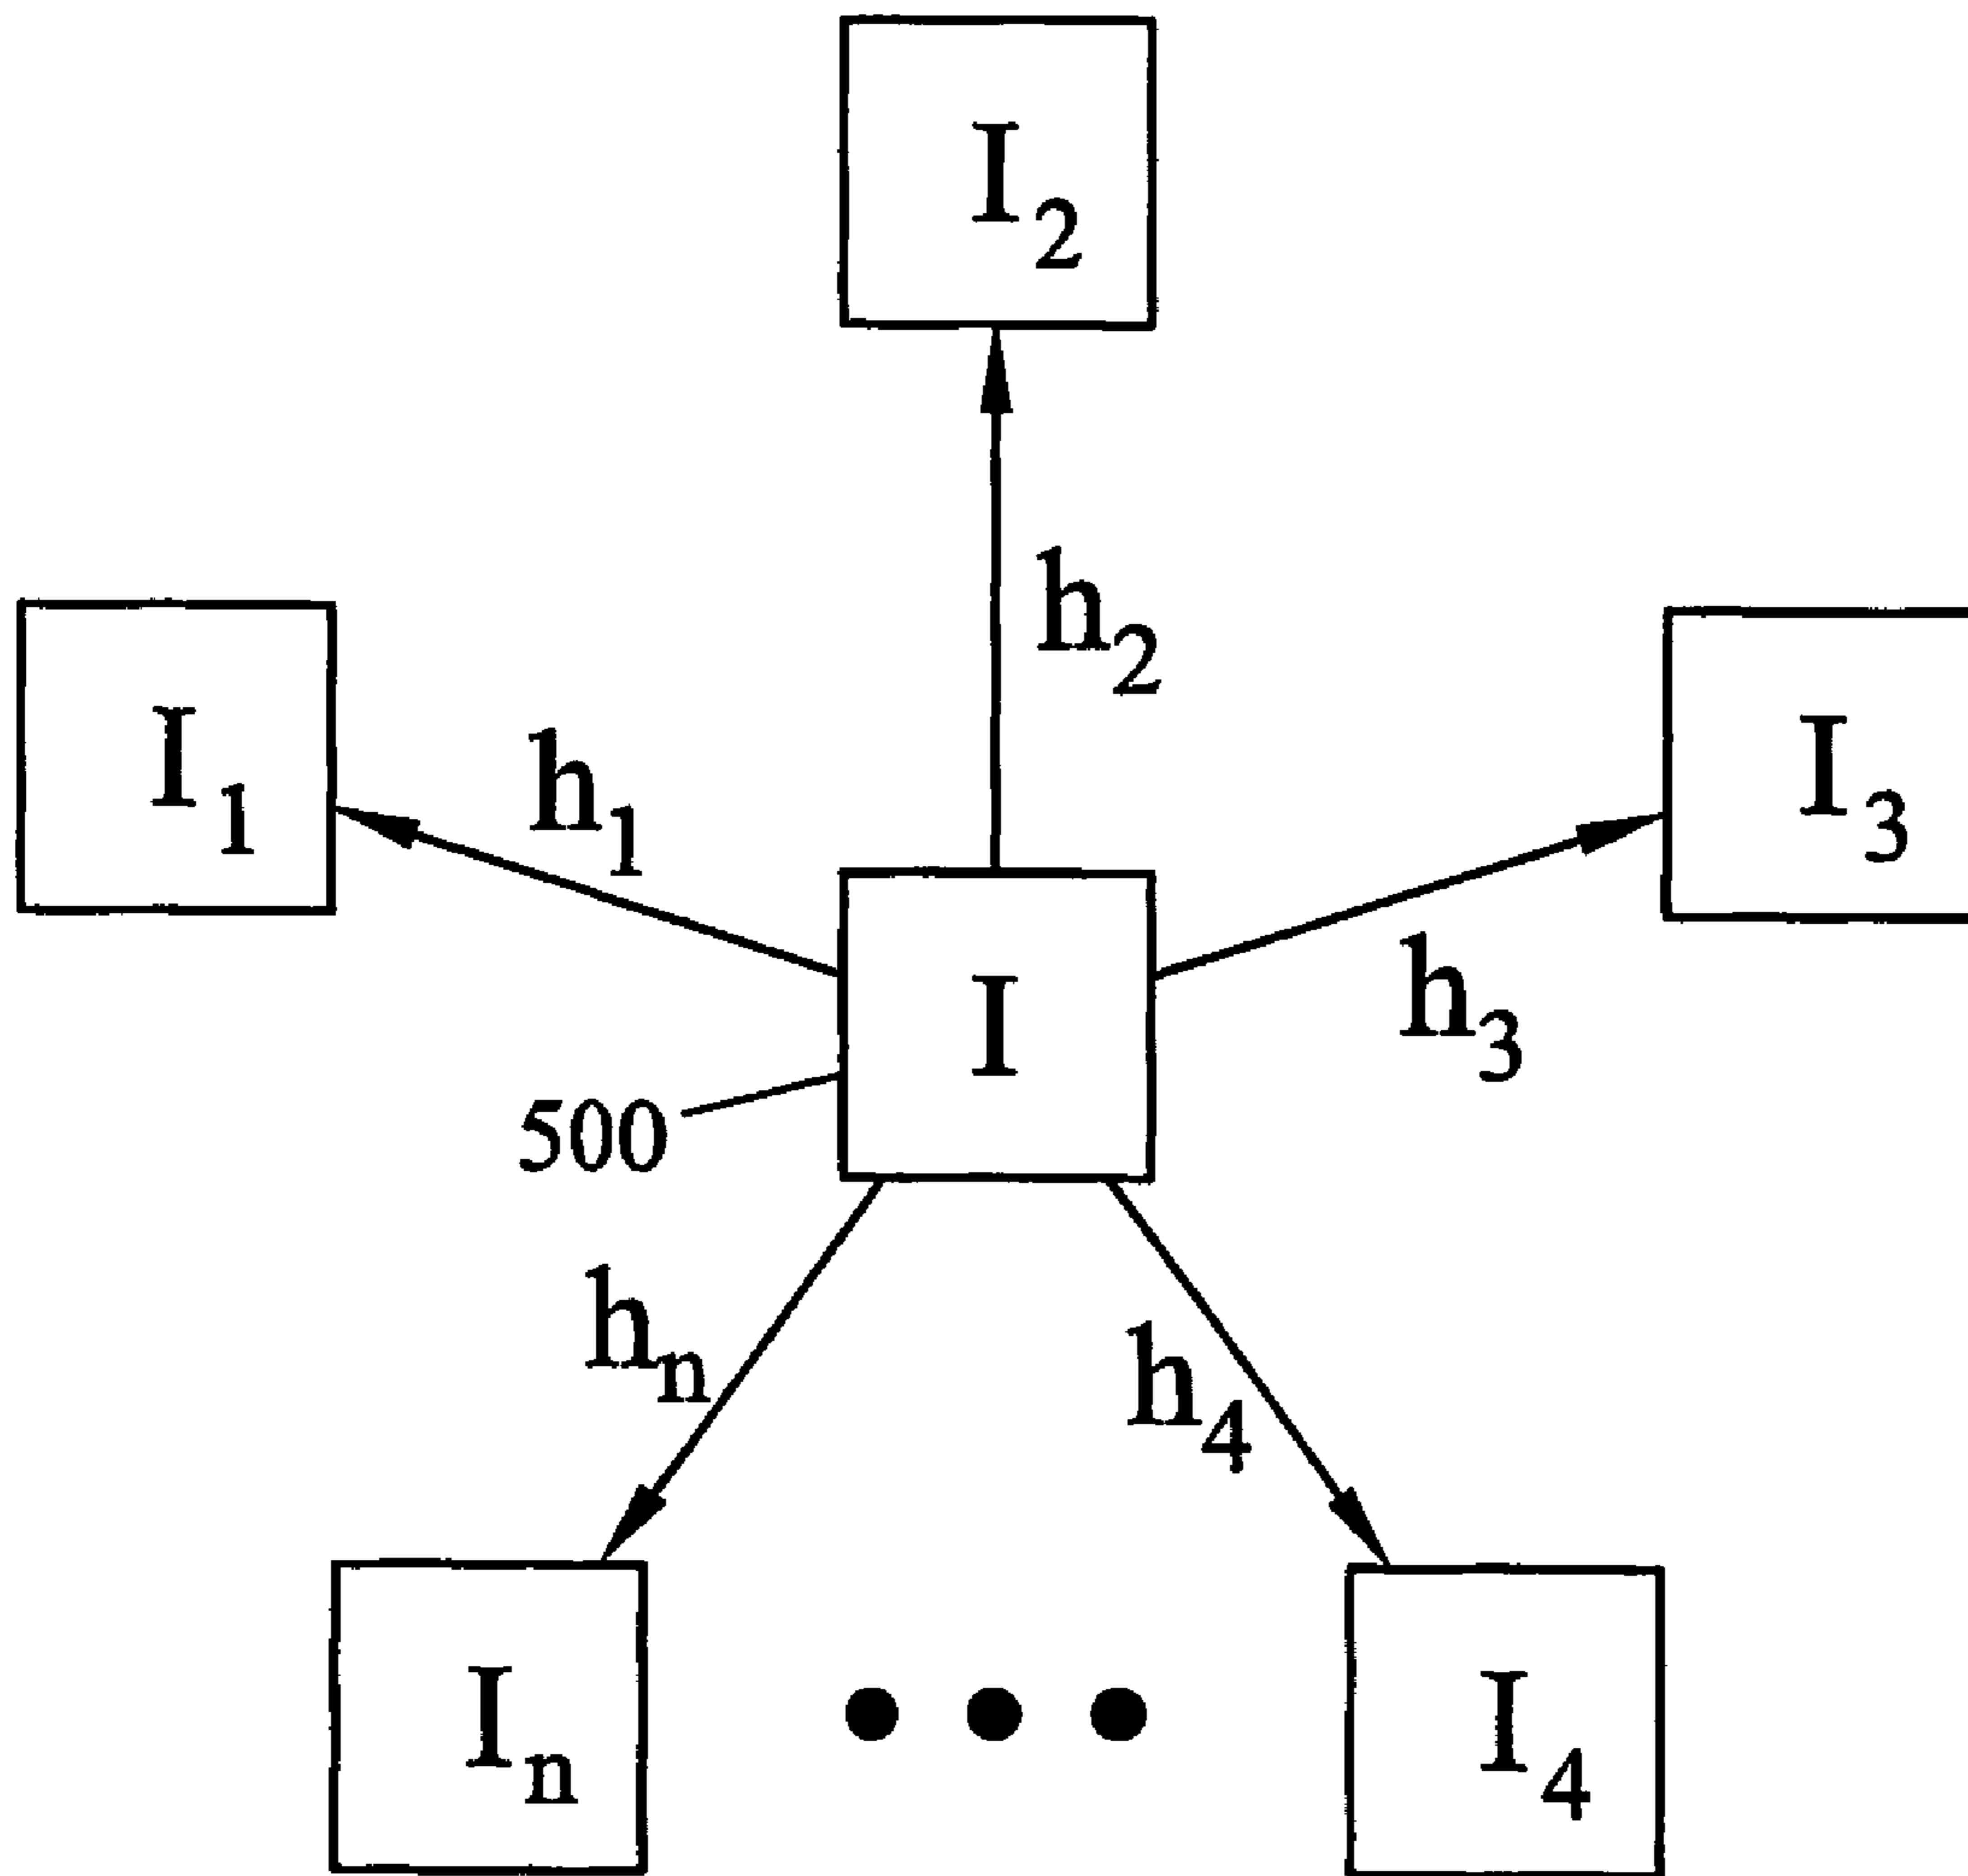 I₂
h₂
I₁
h₁
I₃
h₃
I
500
hₙ
h₄
Iₙ
I₄